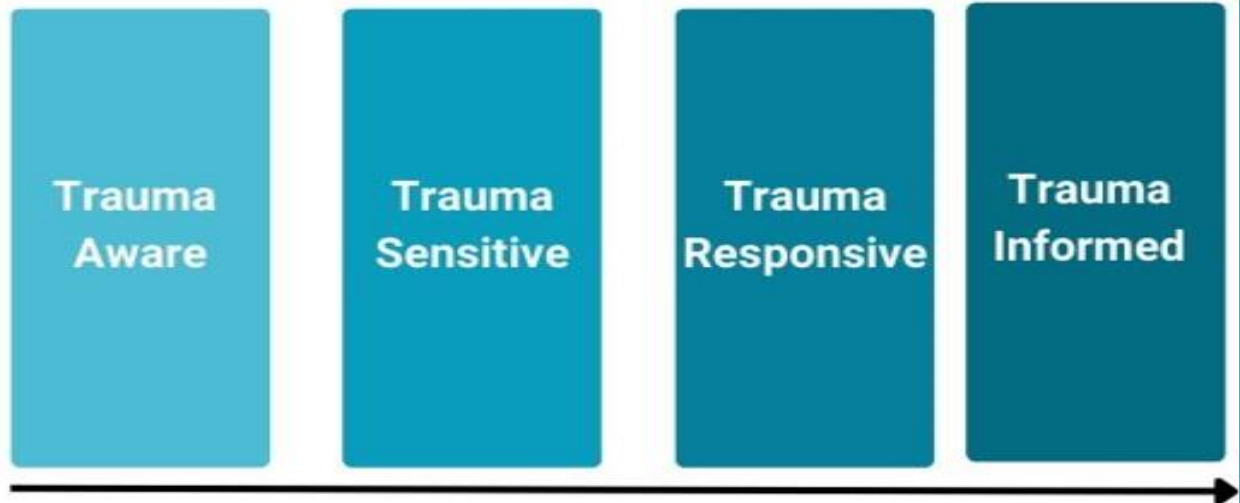 Trauma
Aware
Trauma
Sensitive
Trauma
Responsive
Trauma
Informed